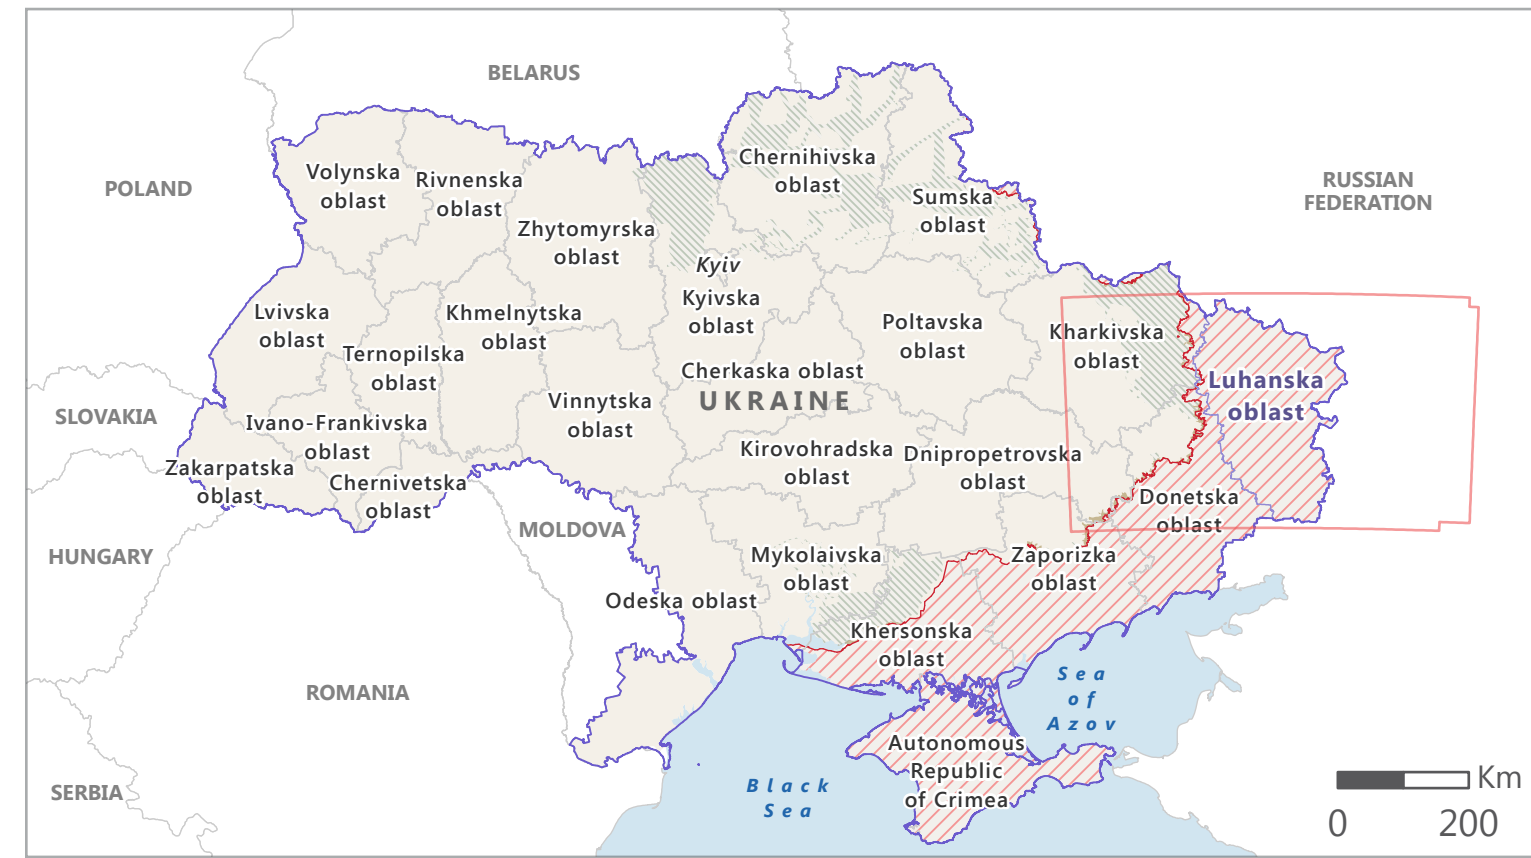 BELARUS
POLAND
RUSSIAN
FEDERATION
Volynska
oblast
Rivnenska
oblast
Zhytomyrska
oblast
Chernihivska
oblast
Sumska
oblast
Kyiv
Kyivska
oblast
Lvivska
oblast
Khmelnytska
oblast
Ternopilska
oblast
Poltavska
oblast
Kharkivska
oblast
Cherkaska oblast
UKRAINE
Luhanska
oblast
SLOVAKIA
Ivano-Frankivska
oblast
Vinnytska
oblast
Zakarpatska
oblast
Chernivetska
oblast
Kirovohradska
oblast
Dnipropetrovska
oblast
Donetska
oblast
HUNGARY
MOLDOVA
Mykolaivska
oblast
Zaporizka
oblast
Odeska oblast
Khersonska
oblast
ROMANIA
Sea
of
Azov
Autonomous
Republic
of Crimea
SERBIA
Black
Sea
Km
0 200